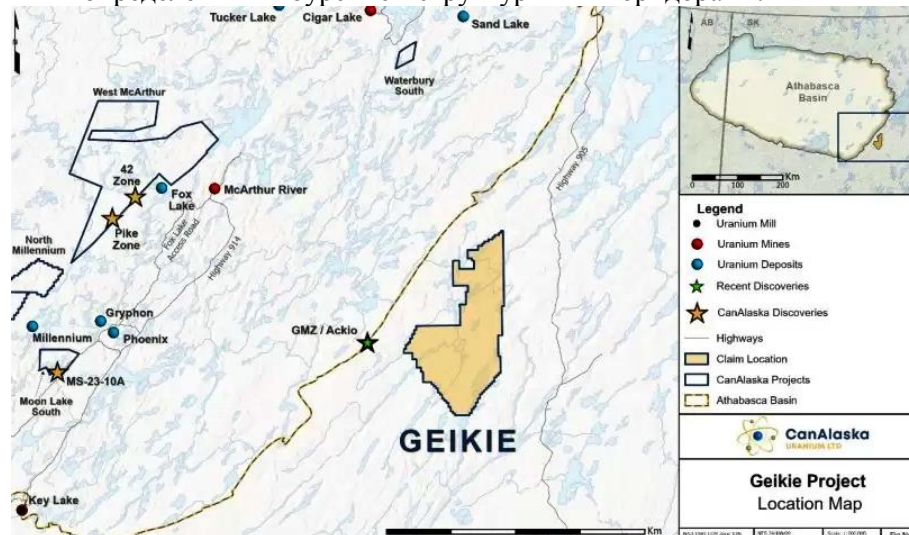 Tucker Lake
Cigar Lake
Sand Lake
Waterbury
South
West McArthur
42
Zone
Fox
Lake
McArthur River
Pike
Zone
Fox Lake
Access Road
Highway 914
Highway 905
North
Millennium
Gryphon
Millennium
Phoenix
MS-23-10A
Moon Lake
South
GMZ / Ackio
GEIKIE
Key Lake
Km
AB
SK
Athabasca
Basin
0
100
200
Km
Legend
Uranium Mill
Uranium Mines
Uranium Deposits
Recent Discoveries
CanAlaska Discoveries
Highways
Claim Location
CanAlaska Projects
Athabasca Basin
CanAlaska
URANIUM LTD
Geikie Project
Location Map